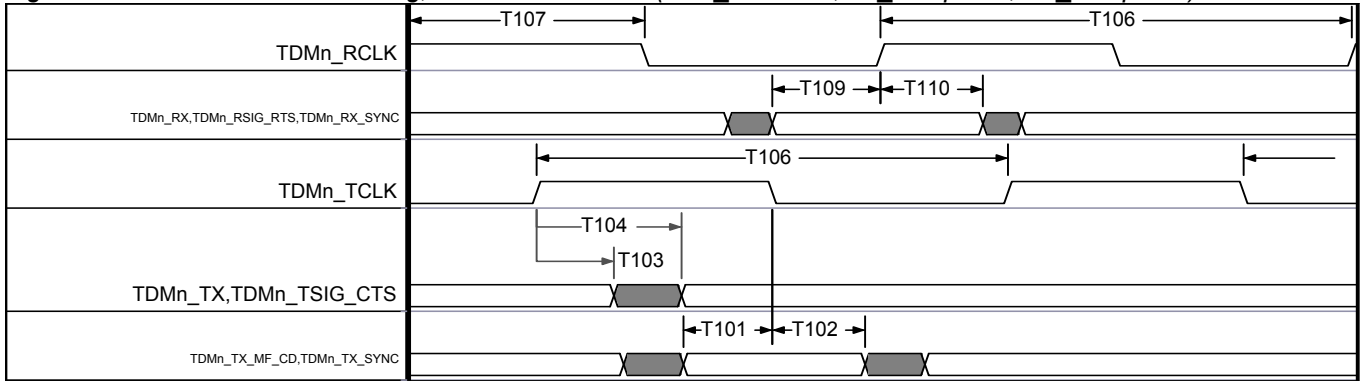 T107
T106
TDMn_RCLK
T109
T110
TDMn_RX,TDMn_RSIG_RTS,TDMn_RX_SYNC
T106
TDMn_TCLK
T104
T103
TDMn_TX,TDMn_TSIG_CTS
T101
T102
TDMn_TX_MF_CD,TDMn_TX_SYNC